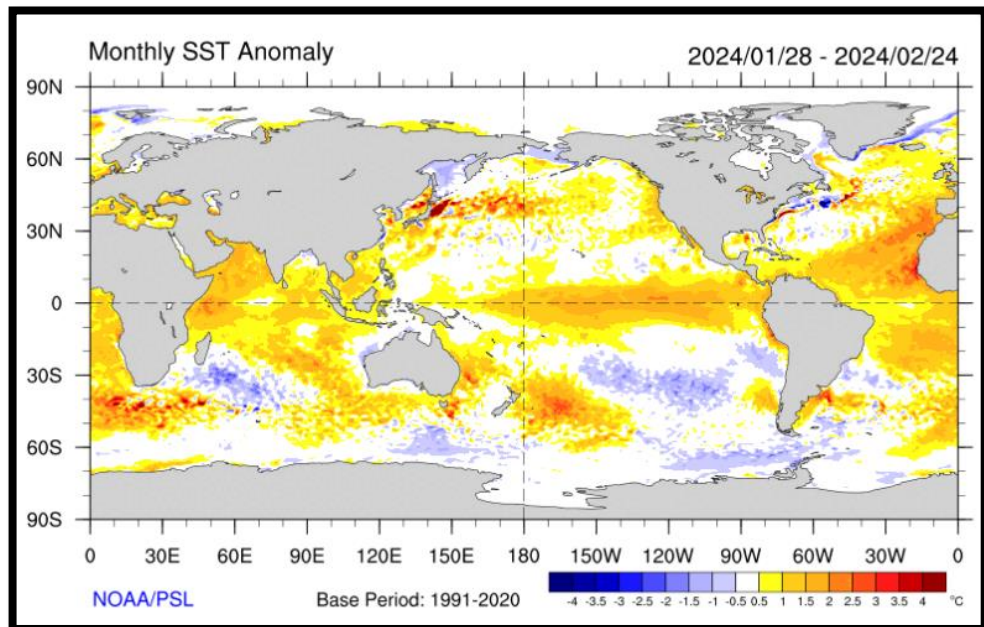 Monthly SST Anomaly 2024/01/28 - 2024/02/24
90N
60N
30N
0
30S
60S
90S
0 30E 60E 90E 120E 150E 180 150W 120W 90W 60W 30W 0
NOAA/PSL Base Period: 1991-2020
-4 -3.5 -3 -2.5 -2 -1.5 -1 -0.5 0.5 1 1.5 2 2.5 3 3.5 4 °C